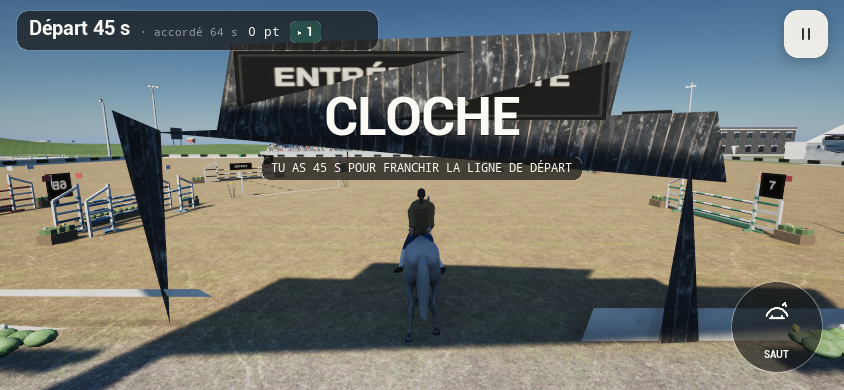 Départ 45 s · accordé 64 s 0 pt ▸ 1
CLOCHE
TU AS 45 S POUR FRANCHIR LA LIGNE DE DÉPART
7
SAUT